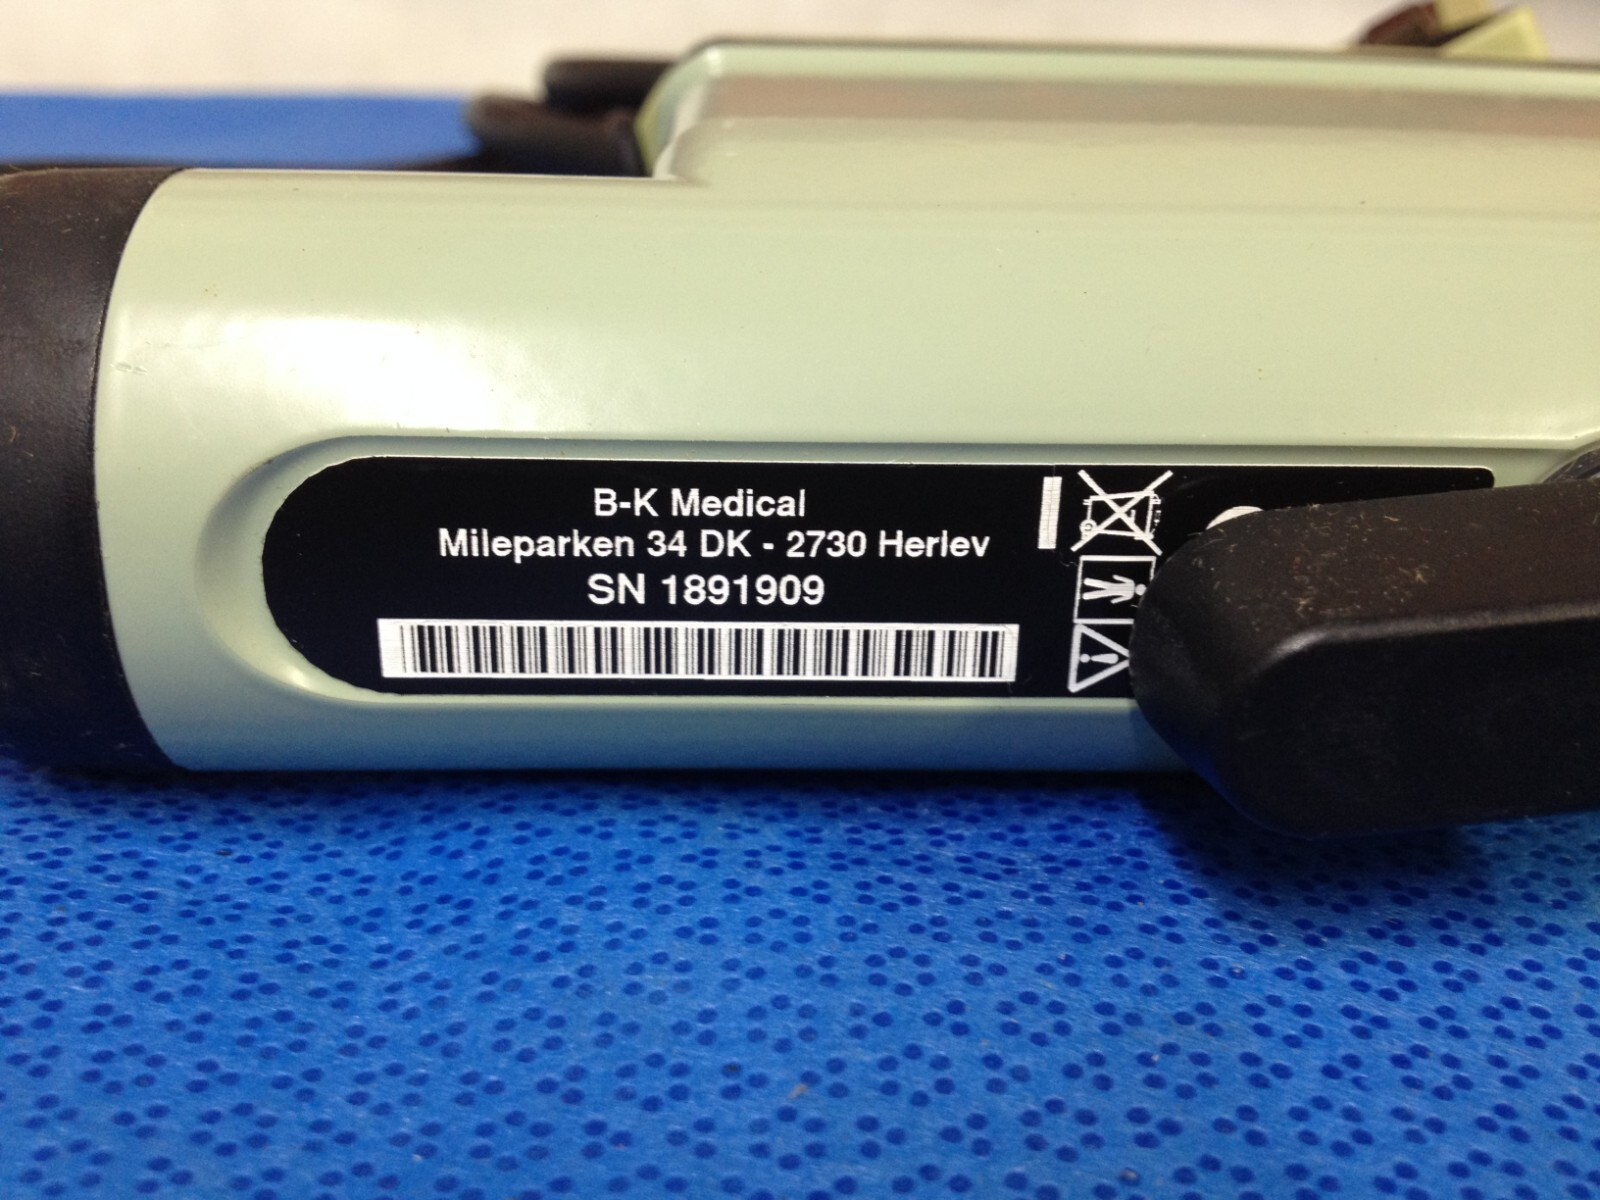 B-K Medical
Mileparken 34 DK - 2730 Herlev
SN 1891909